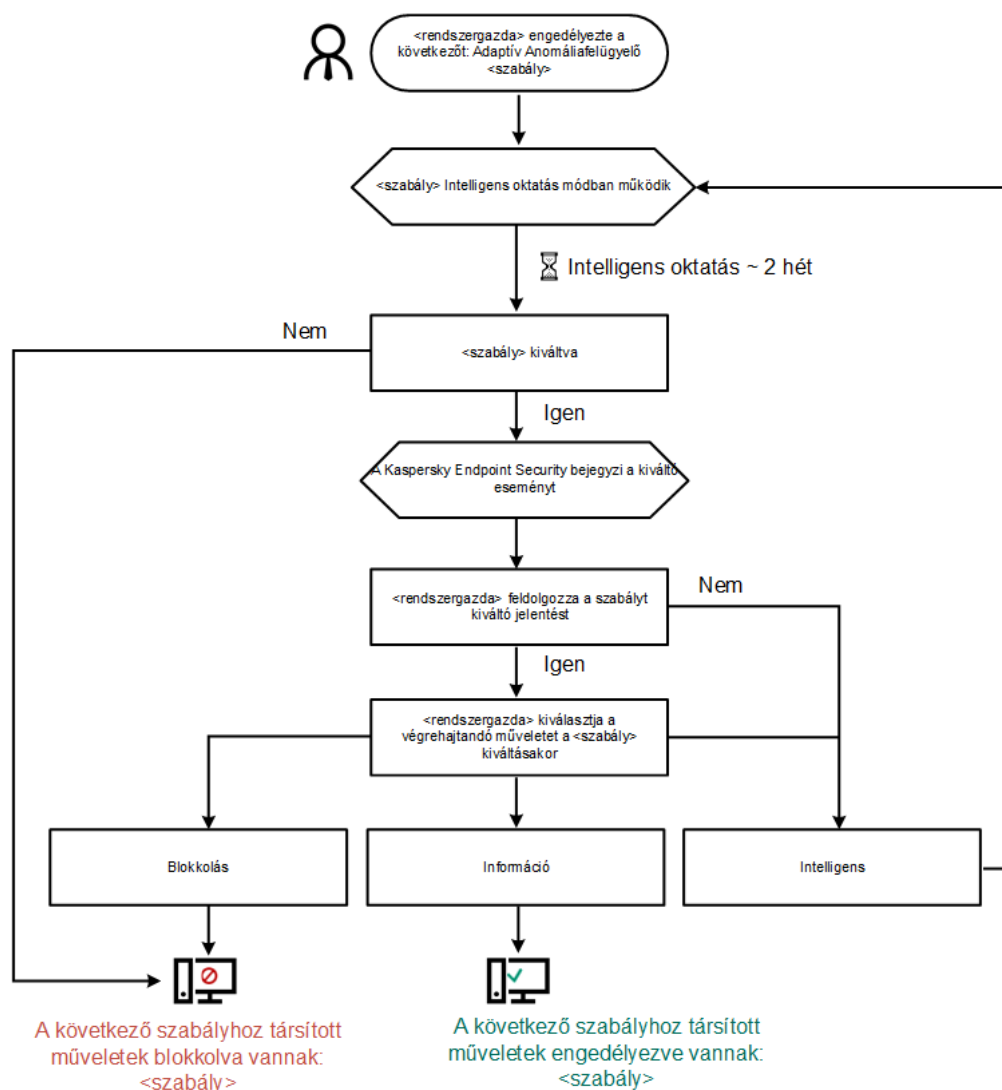 <rendszergazda> engedélyezte a
következőt: Adaptív Anomáliafelügyelő
<szabály>
<szabály> Intelligens oktatás módban működik
Intelligens oktatás ~ 2 hét
Nem
<szabály> kiváltva
Igen
A Kaspersky Endpoint Security bejegyzi a kiváltó
eseményt
<rendszergazda> feldolgozza a szabályt
kiváltó jelentést
Nem
Igen
<rendszergazda> kiválasztja a
végrehajtandó műveletet a <szabály>
kiváltásakor
Blokkolás
Információ
Intelligens
A következő szabályhoz társított
műveletek blokkolva vannak:
<szabály>
A következő szabályhoz társított
műveletek engedélyezve vannak:
<szabály>